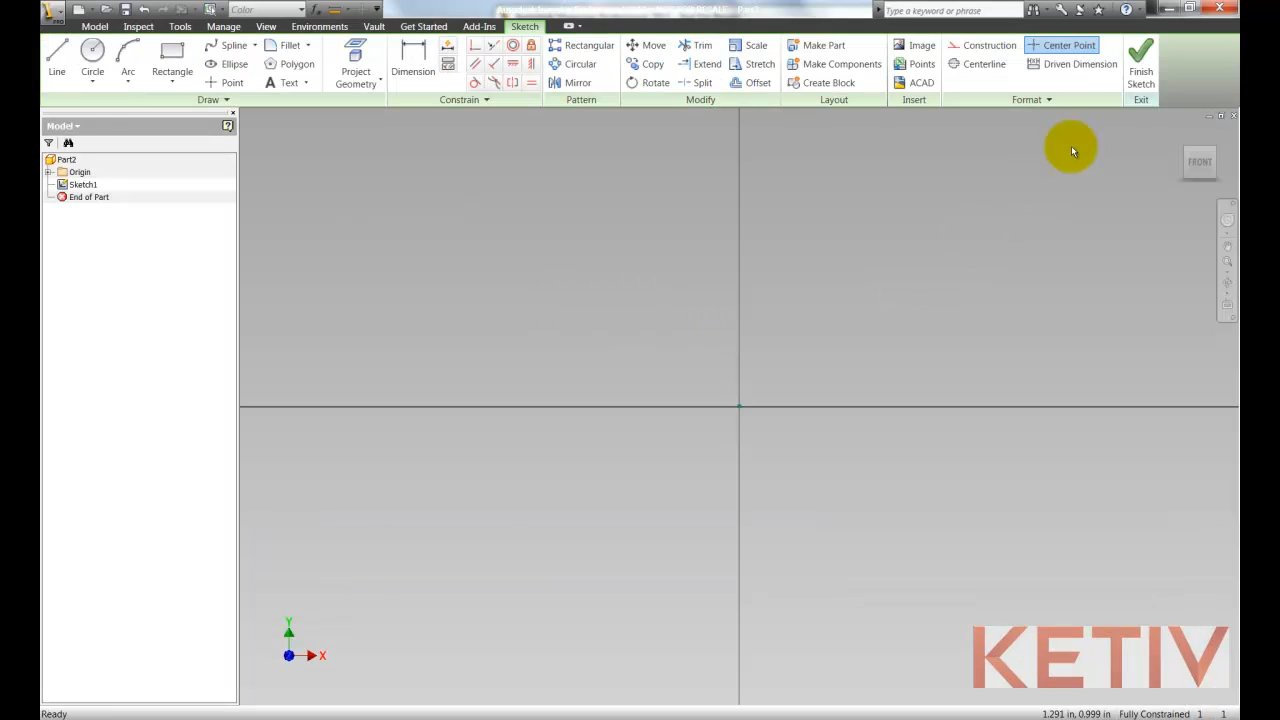 Color
Type a keyword or phrase
PRO
Model Inspect Tools Manage View Environments Vault Get Started Add-Ins Sketch
Line
Circle
Arc
Rectangle
Spline
Ellipse
Point
Fillet
Polygon
Text
Draw
Project
Geometry
Dimension
Constrain
Rectangular
Circular
Mirror
Pattern
Move
Copy
Rotate
Trim
Extend
Split
Scale
Stretch
Offset
Modify
Make Part
Make Components
Create Block
Layout
Image
Points
ACAD
Insert
Construction
Centerline
Center Point
Driven Dimension
Format
Finish
Sketch
Exit
Model
Part2
Origin
Sketch1
End of Part
FRONT
Y
X
KETIV
Ready
1.291 in, 0.999 in Fully Constrained 1 1